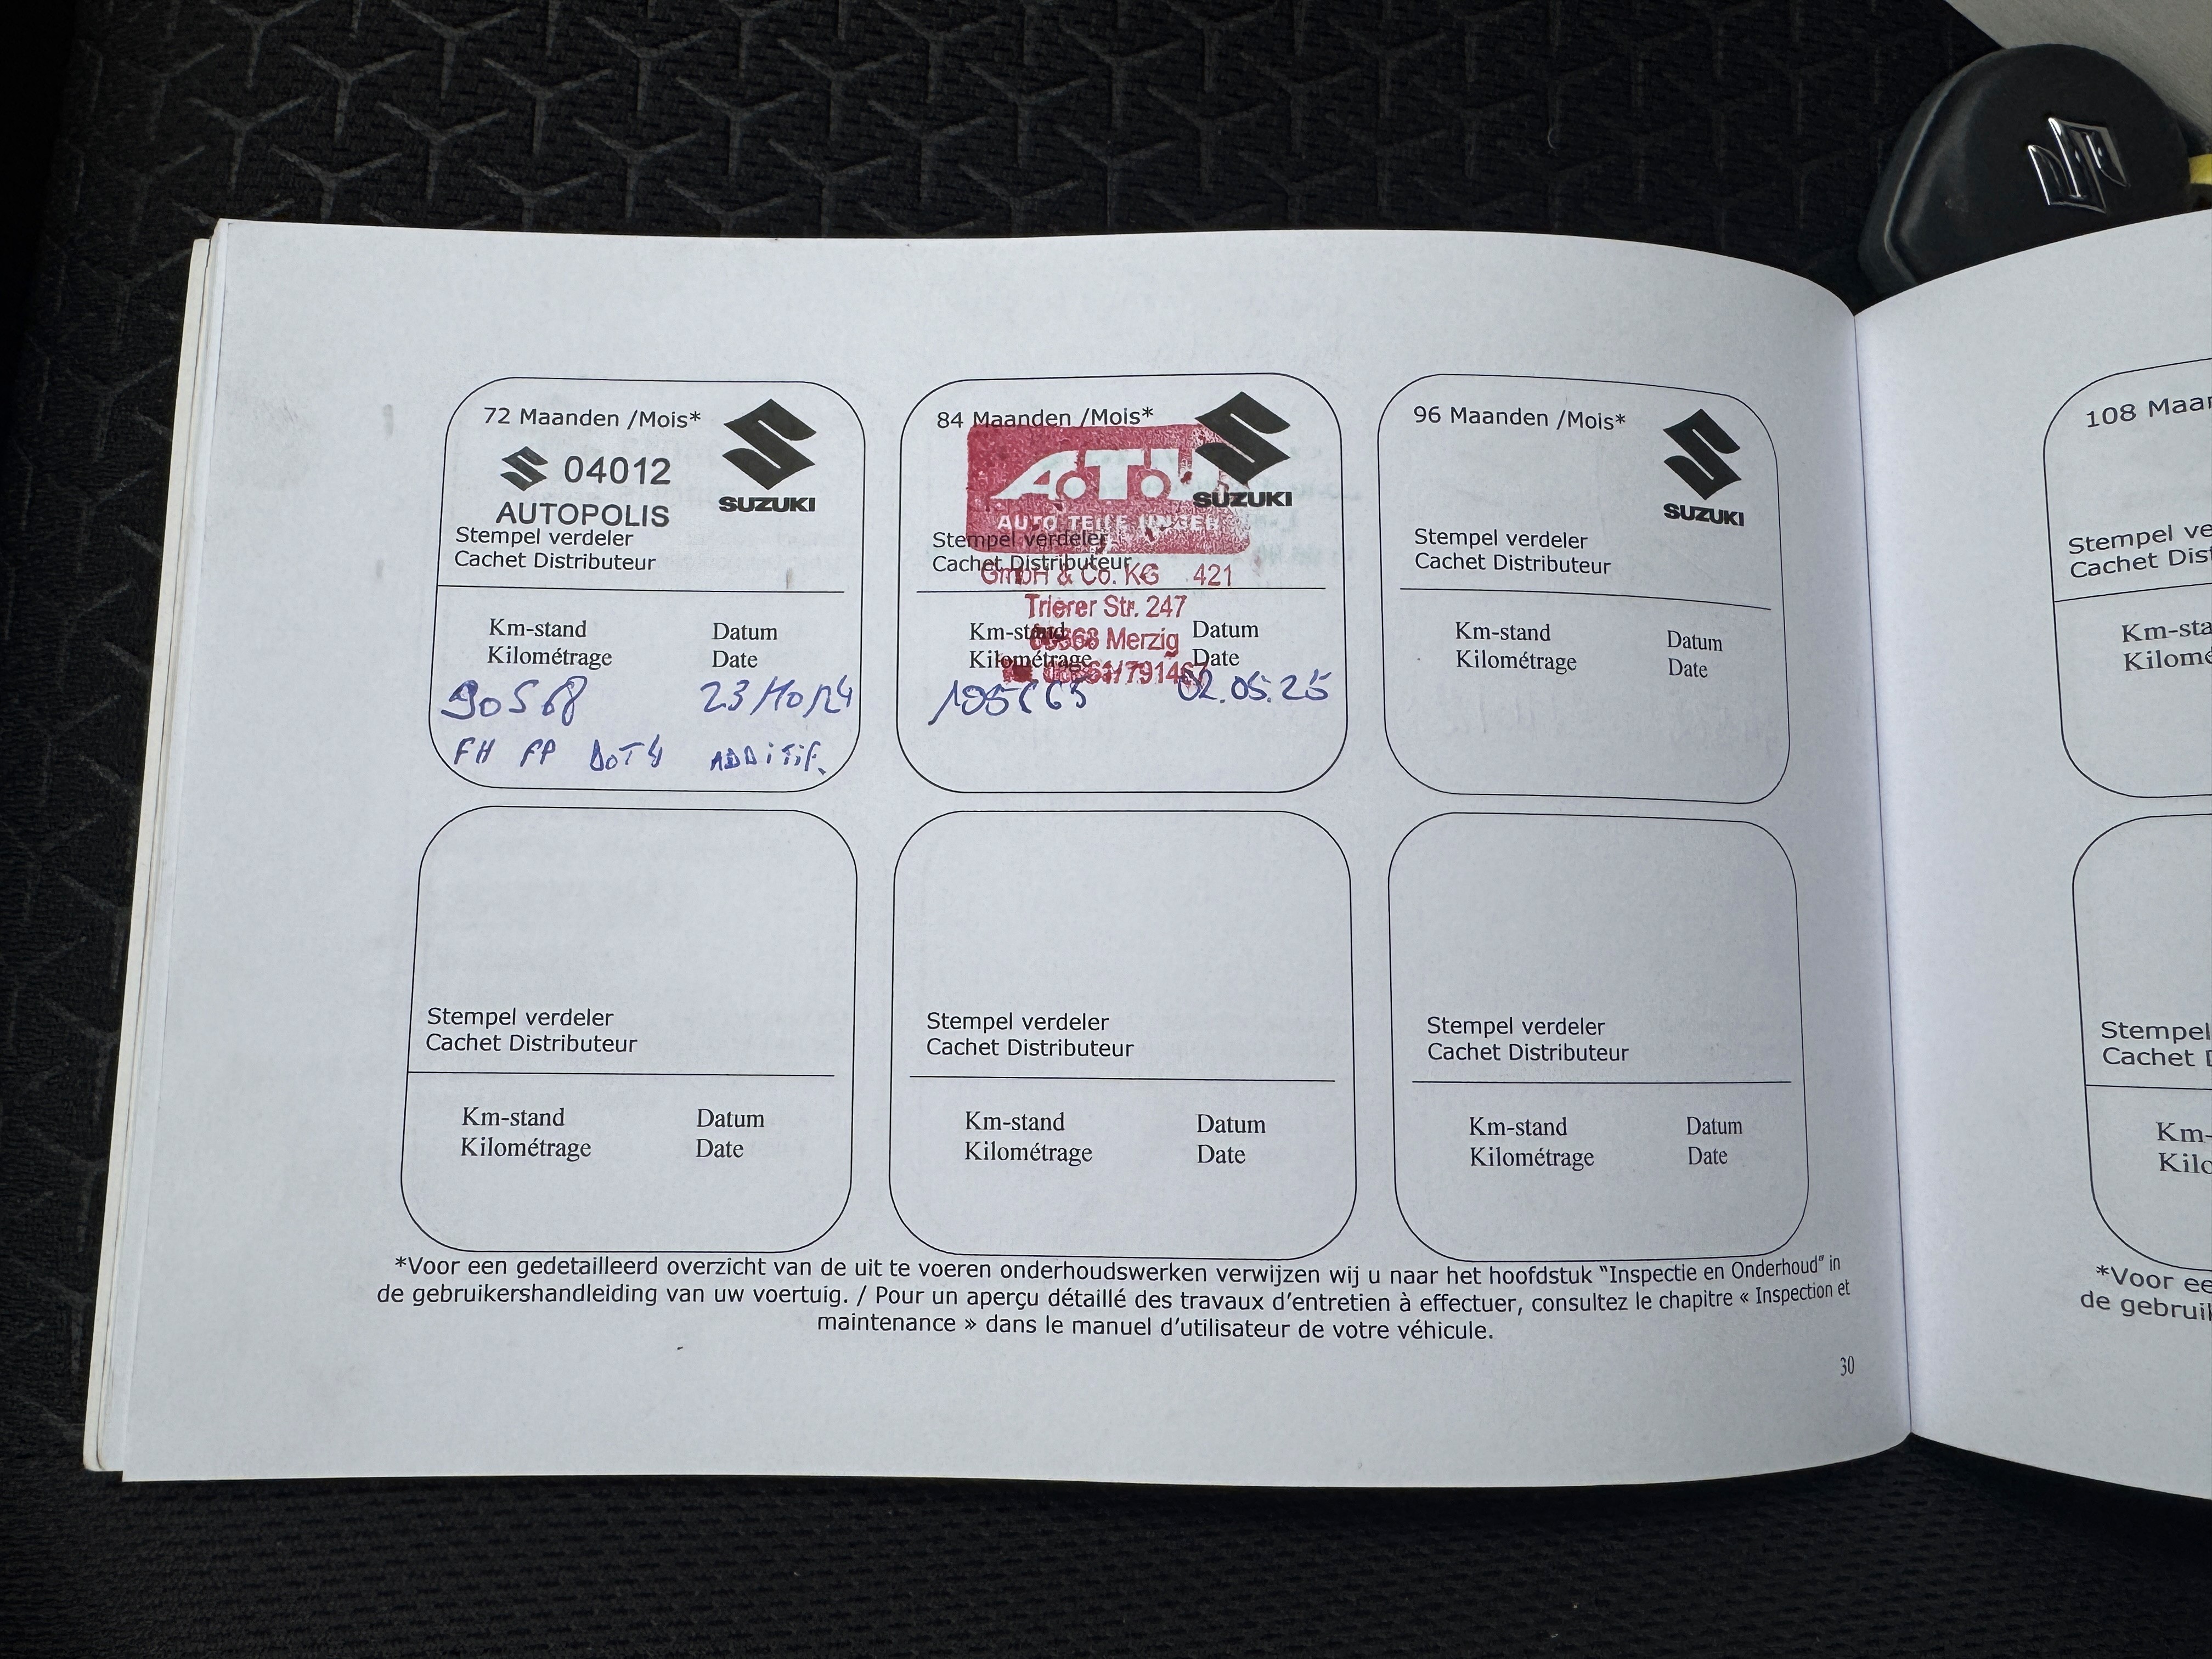 72 Maanden /Mois*
04012
AUTOPOLIS
SUZUKI
Stempel verdeler
Cachet Distributeur
Km-stand Datum
Kilométrage Date
90568 23/10/24
FH FP DOT4 ADDiTif.
84 Maanden /Mois*
A.T.U
SUZUKI
AUTO TEILE UNGER
Stempel verdeler
Cachet Distributeur
GmbH & Co. KG 421
Trierer Str. 247
Km-stand Merzig Datum
Kilométrage Date
02.05.25
96 Maanden /Mois*
SUZUKI
Stempel verdeler
Cachet Distributeur
Km-stand Datum
Kilométrage Date
108 Maan
Stempel ve
Cachet Dis
Km-sta
Kilomé
Stempel verdeler
Cachet Distributeur
Km-stand Datum
Kilométrage Date
Stempel verdeler
Cachet Distributeur
Km-stand Datum
Kilométrage Date
Stempel verdeler
Cachet Distributeur
Km-stand Datum
Kilométrage Date
Stempel
Cachet D
Km-
Kilo
*Voor een gedetailleerd overzicht van de uit te voeren onderhoudswerken verwijzen wij u naar het hoofdstuk “Inspectie en Onderhoud” in
de gebruikershandleiding van uw voertuig. / Pour un aperçu détaillé des travaux d’entretien à effectuer, consultez le chapitre « Inspection et
maintenance » dans le manuel d’utilisateur de votre véhicule.
30
*Voor ee
de gebruik